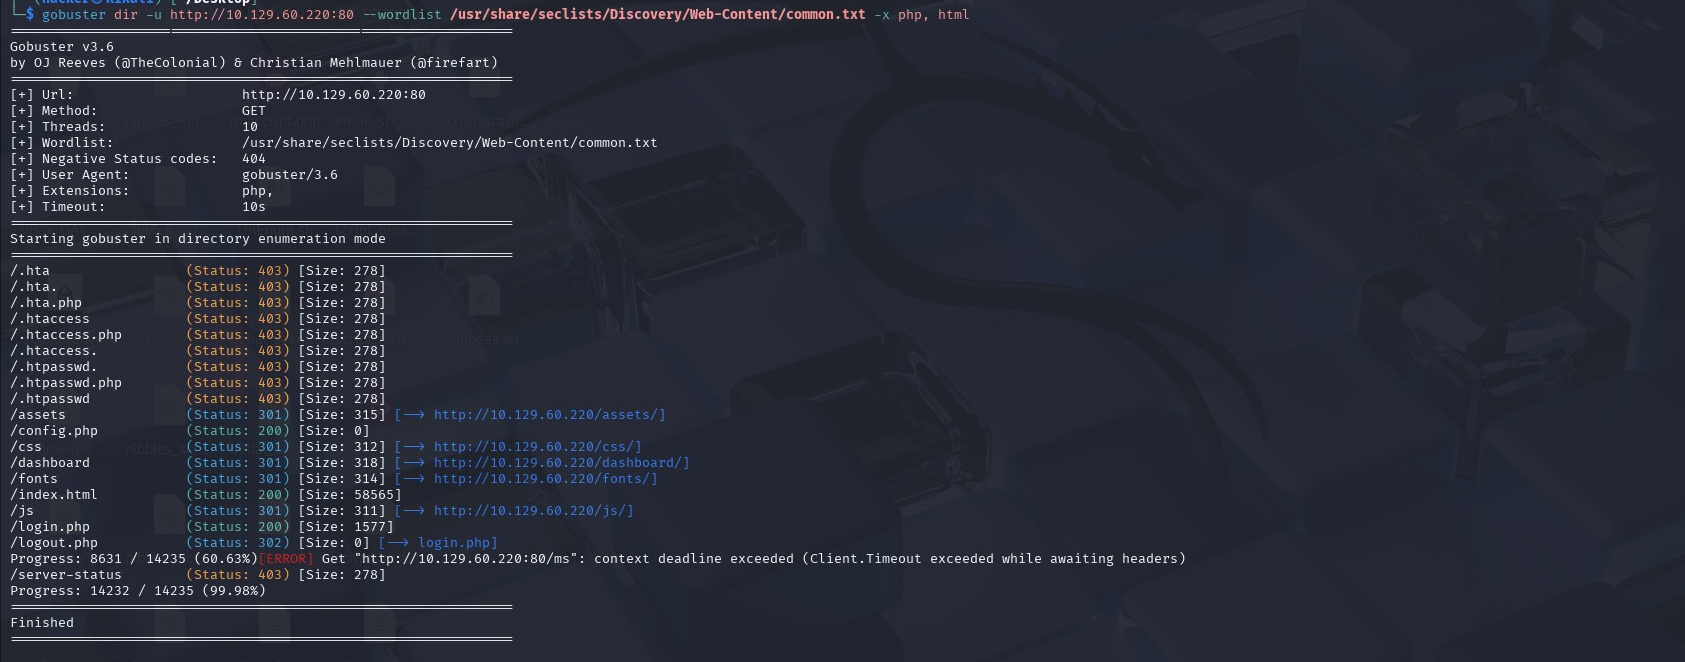 └─$ gobuster dir -u http://10.129.60.220:80 --wordlist /usr/share/seclists/Discovery/Web-Content/common.txt -x php, html
===============================================================
Gobuster v3.6
by OJ Reeves (@TheColonial) & Christian Mehlmauer (@firefart)
===============================================================
[+] Url:                     http://10.129.60.220:80
[+] Method:                  GET
[+] Threads:                 10
[+] Wordlist:                /usr/share/seclists/Discovery/Web-Content/common.txt
[+] Negative Status codes:   404
[+] User Agent:              gobuster/3.6
[+] Extensions:              php,
[+] Timeout:                 10s
===============================================================
Starting gobuster in directory enumeration mode
===============================================================
/.hta                 (Status: 403) [Size: 278]
/.hta.                (Status: 403) [Size: 278]
/.hta.php             (Status: 403) [Size: 278]
/.htaccess            (Status: 403) [Size: 278]
/.htaccess.php        (Status: 403) [Size: 278]
/.htaccess.           (Status: 403) [Size: 278]
/.htpasswd.           (Status: 403) [Size: 278]
/.htpasswd.php        (Status: 403) [Size: 278]
/.htpasswd            (Status: 403) [Size: 278]
/assets               (Status: 301) [Size: 315] [--> http://10.129.60.220/assets/]
/config.php           (Status: 200) [Size: 0]
/css                  (Status: 301) [Size: 312] [--> http://10.129.60.220/css/]
/dashboard            (Status: 301) [Size: 318] [--> http://10.129.60.220/dashboard/]
/fonts                (Status: 301) [Size: 314] [--> http://10.129.60.220/fonts/]
/index.html           (Status: 200) [Size: 58565]
/js                   (Status: 301) [Size: 311] [--> http://10.129.60.220/js/]
/login.php            (Status: 200) [Size: 1577]
/logout.php           (Status: 302) [Size: 0] [--> login.php]
Progress: 8631 / 14235 (60.63%)[ERROR] Get "http://10.129.60.220:80/ms": context deadline exceeded (Client.Timeout exceeded while awaiting headers)
/server-status        (Status: 403) [Size: 278]
Progress: 14232 / 14235 (99.98%)
===============================================================
Finished
===============================================================